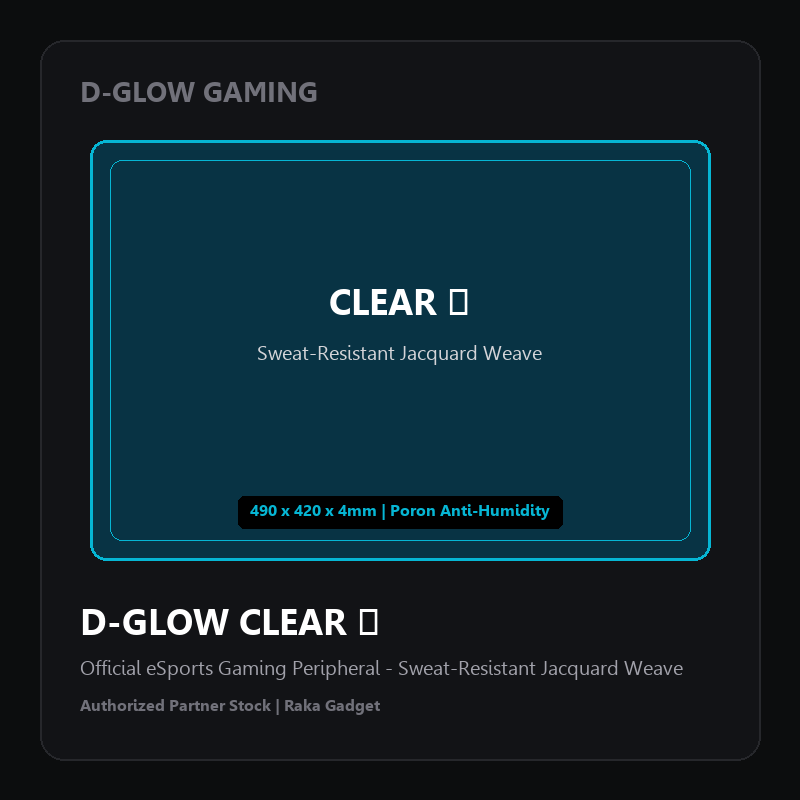 D-GLOW GAMING
CLEAR
Sweat-Resistant Jacquard Weave
490 x 420 x 4mm | Poron Anti-Humidity
D-GLOW CLEAR
Official eSports Gaming Peripheral - Sweat-Resistant Jacquard Weave
Authorized Partner Stock | Raka Gadget